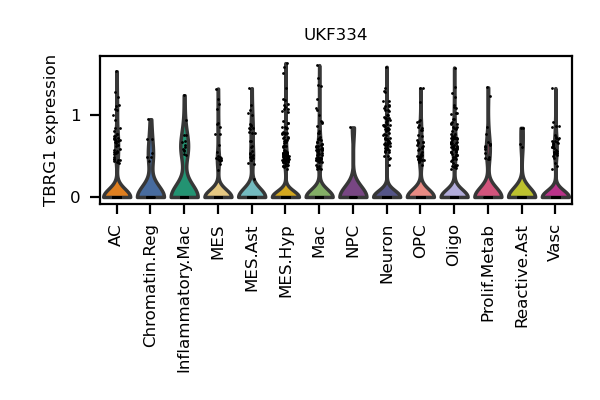 UKF334
TBRG1 expression
1
0
AC
Chromatin.Reg
Inflammatory.Mac
MES
MES.Ast
MES.Hyp
Mac
NPC
Neuron
OPC
Oligo
Prolif.Metab
Reactive.Ast
Vasc